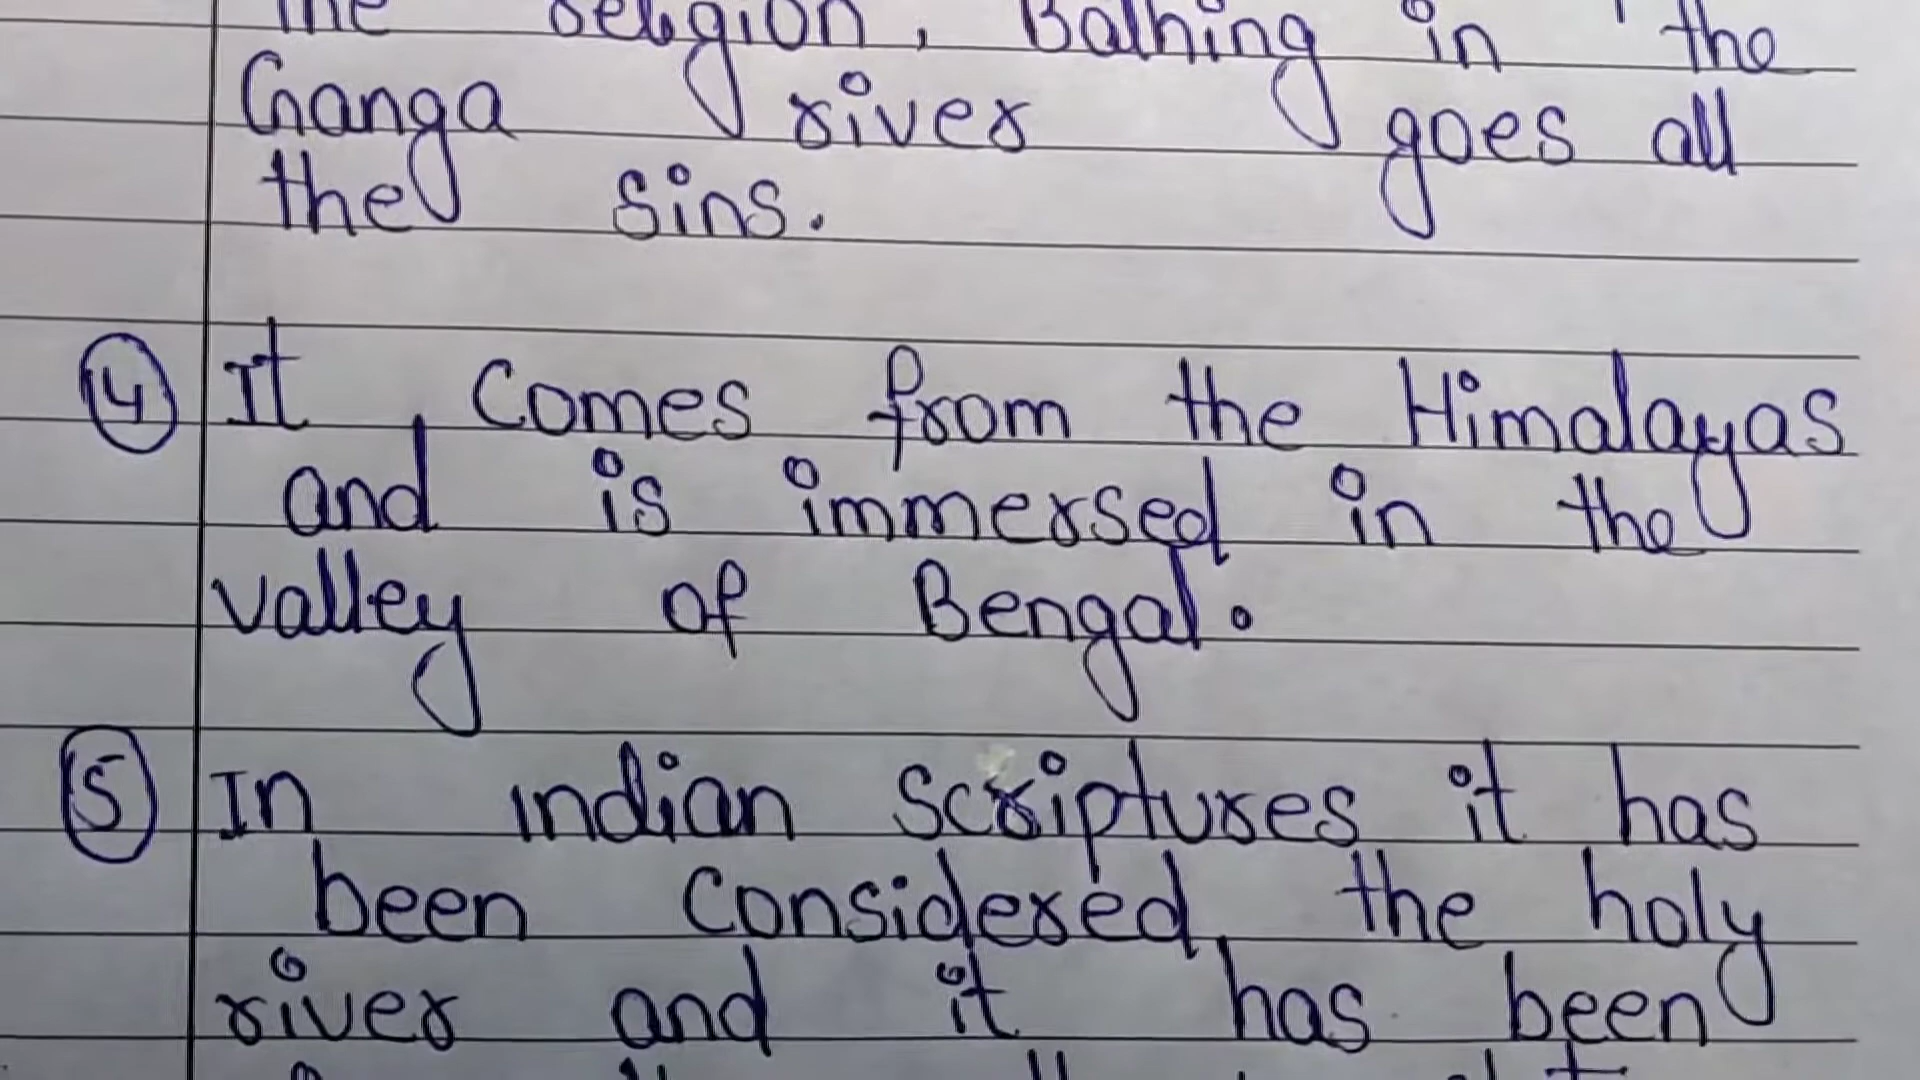 the religion, Bathing in the
Ganga river goes all
the sins.
④ It comes from the Himalayas
and is immersed in the
valley of Bengal.
⑤ In indian scriptures it has
been considered the holy
river and it has been